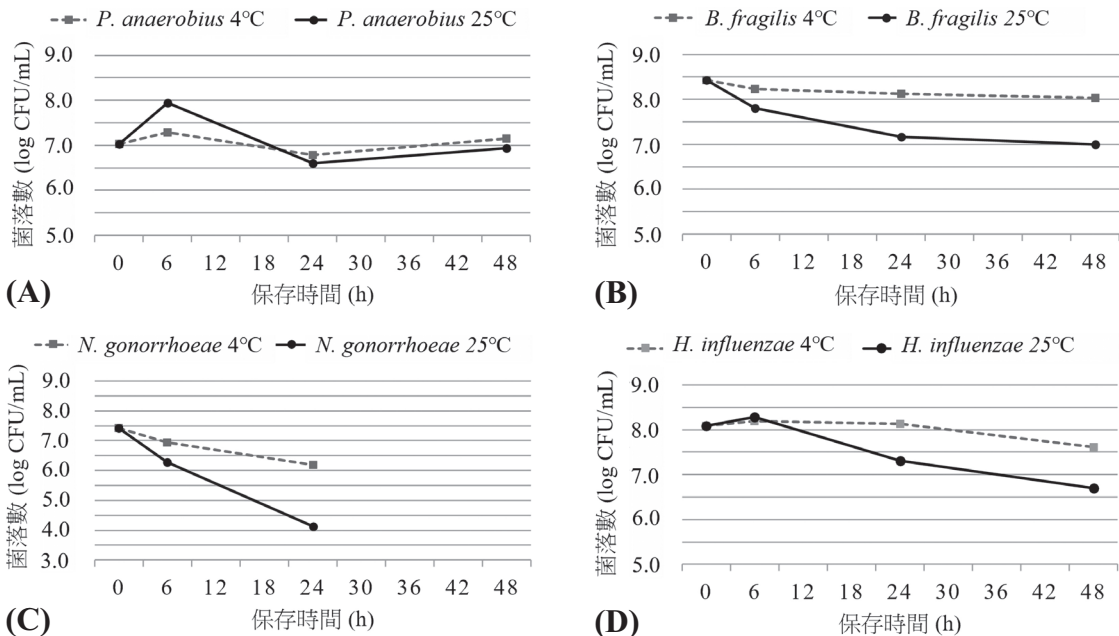 P. anaerobius 4°C P. anaerobius 25°C
菌落數 (log CFU/mL)
9.0
8.0
7.0
6.0
5.0
0 6 12 18 24 30 36 42 48
保存時間 (h)
(A)
B. fragilis 4°C B. fragilis 25°C
菌落數 (log CFU/mL)
9.0
8.0
7.0
6.0
5.0
0 6 12 18 24 30 36 42 48
保存時間 (h)
(B)
N. gonorrhoeae 4°C N. gonorrhoeae 25°C
菌落數 (log CFU/mL)
9.0
8.0
7.0
6.0
5.0
4.0
3.0
0 6 12 18 24 30 36 42 48
保存時間 (h)
(C)
H. influenzae 4°C H. influenzae 25°C
菌落數 (log CFU/mL)
9.0
8.0
7.0
6.0
5.0
0 6 12 18 24 30 36 42 48
保存時間 (h)
(D)